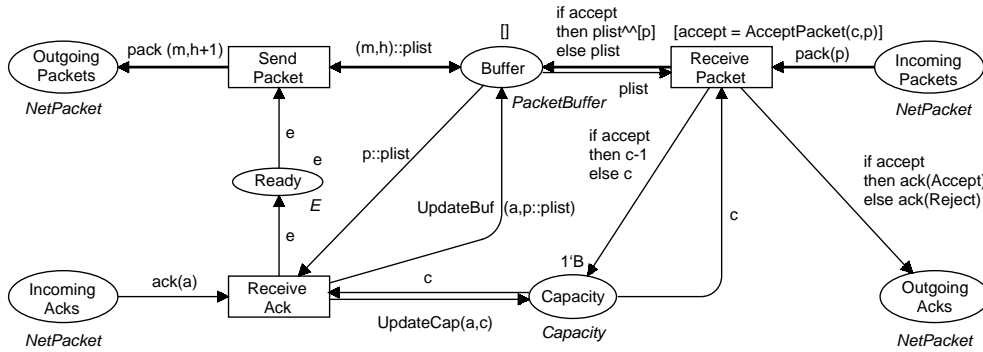 if accept
then plist^^[p]
else plist
[]
[accept = AcceptPacket(c,p)]
pack (m,h+1)
(m,h)::plist
pack(p)
Outgoing
Packets
Send
Packet
Buffer
Receive
Packet
Incoming
Packets
plist
NetPacket
PacketBuffer
NetPacket
e
if accept
then c-1
else c
p::plist
e
if accept
then ack(Accept)
else ack(Reject)
Ready
E
UpdateBuf (a,p::plist)
c
e
1‘B
ack(a)
c
Incoming
Acks
Receive
Ack
Capacity
Outgoing
Acks
UpdateCap(a,c)
NetPacket
Capacity
NetPacket